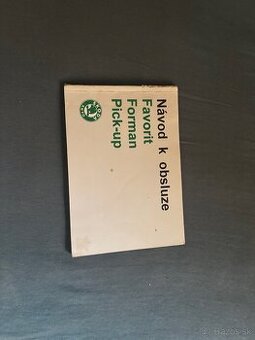 Návod k obsluze
Favorit
Forman
Pick-up